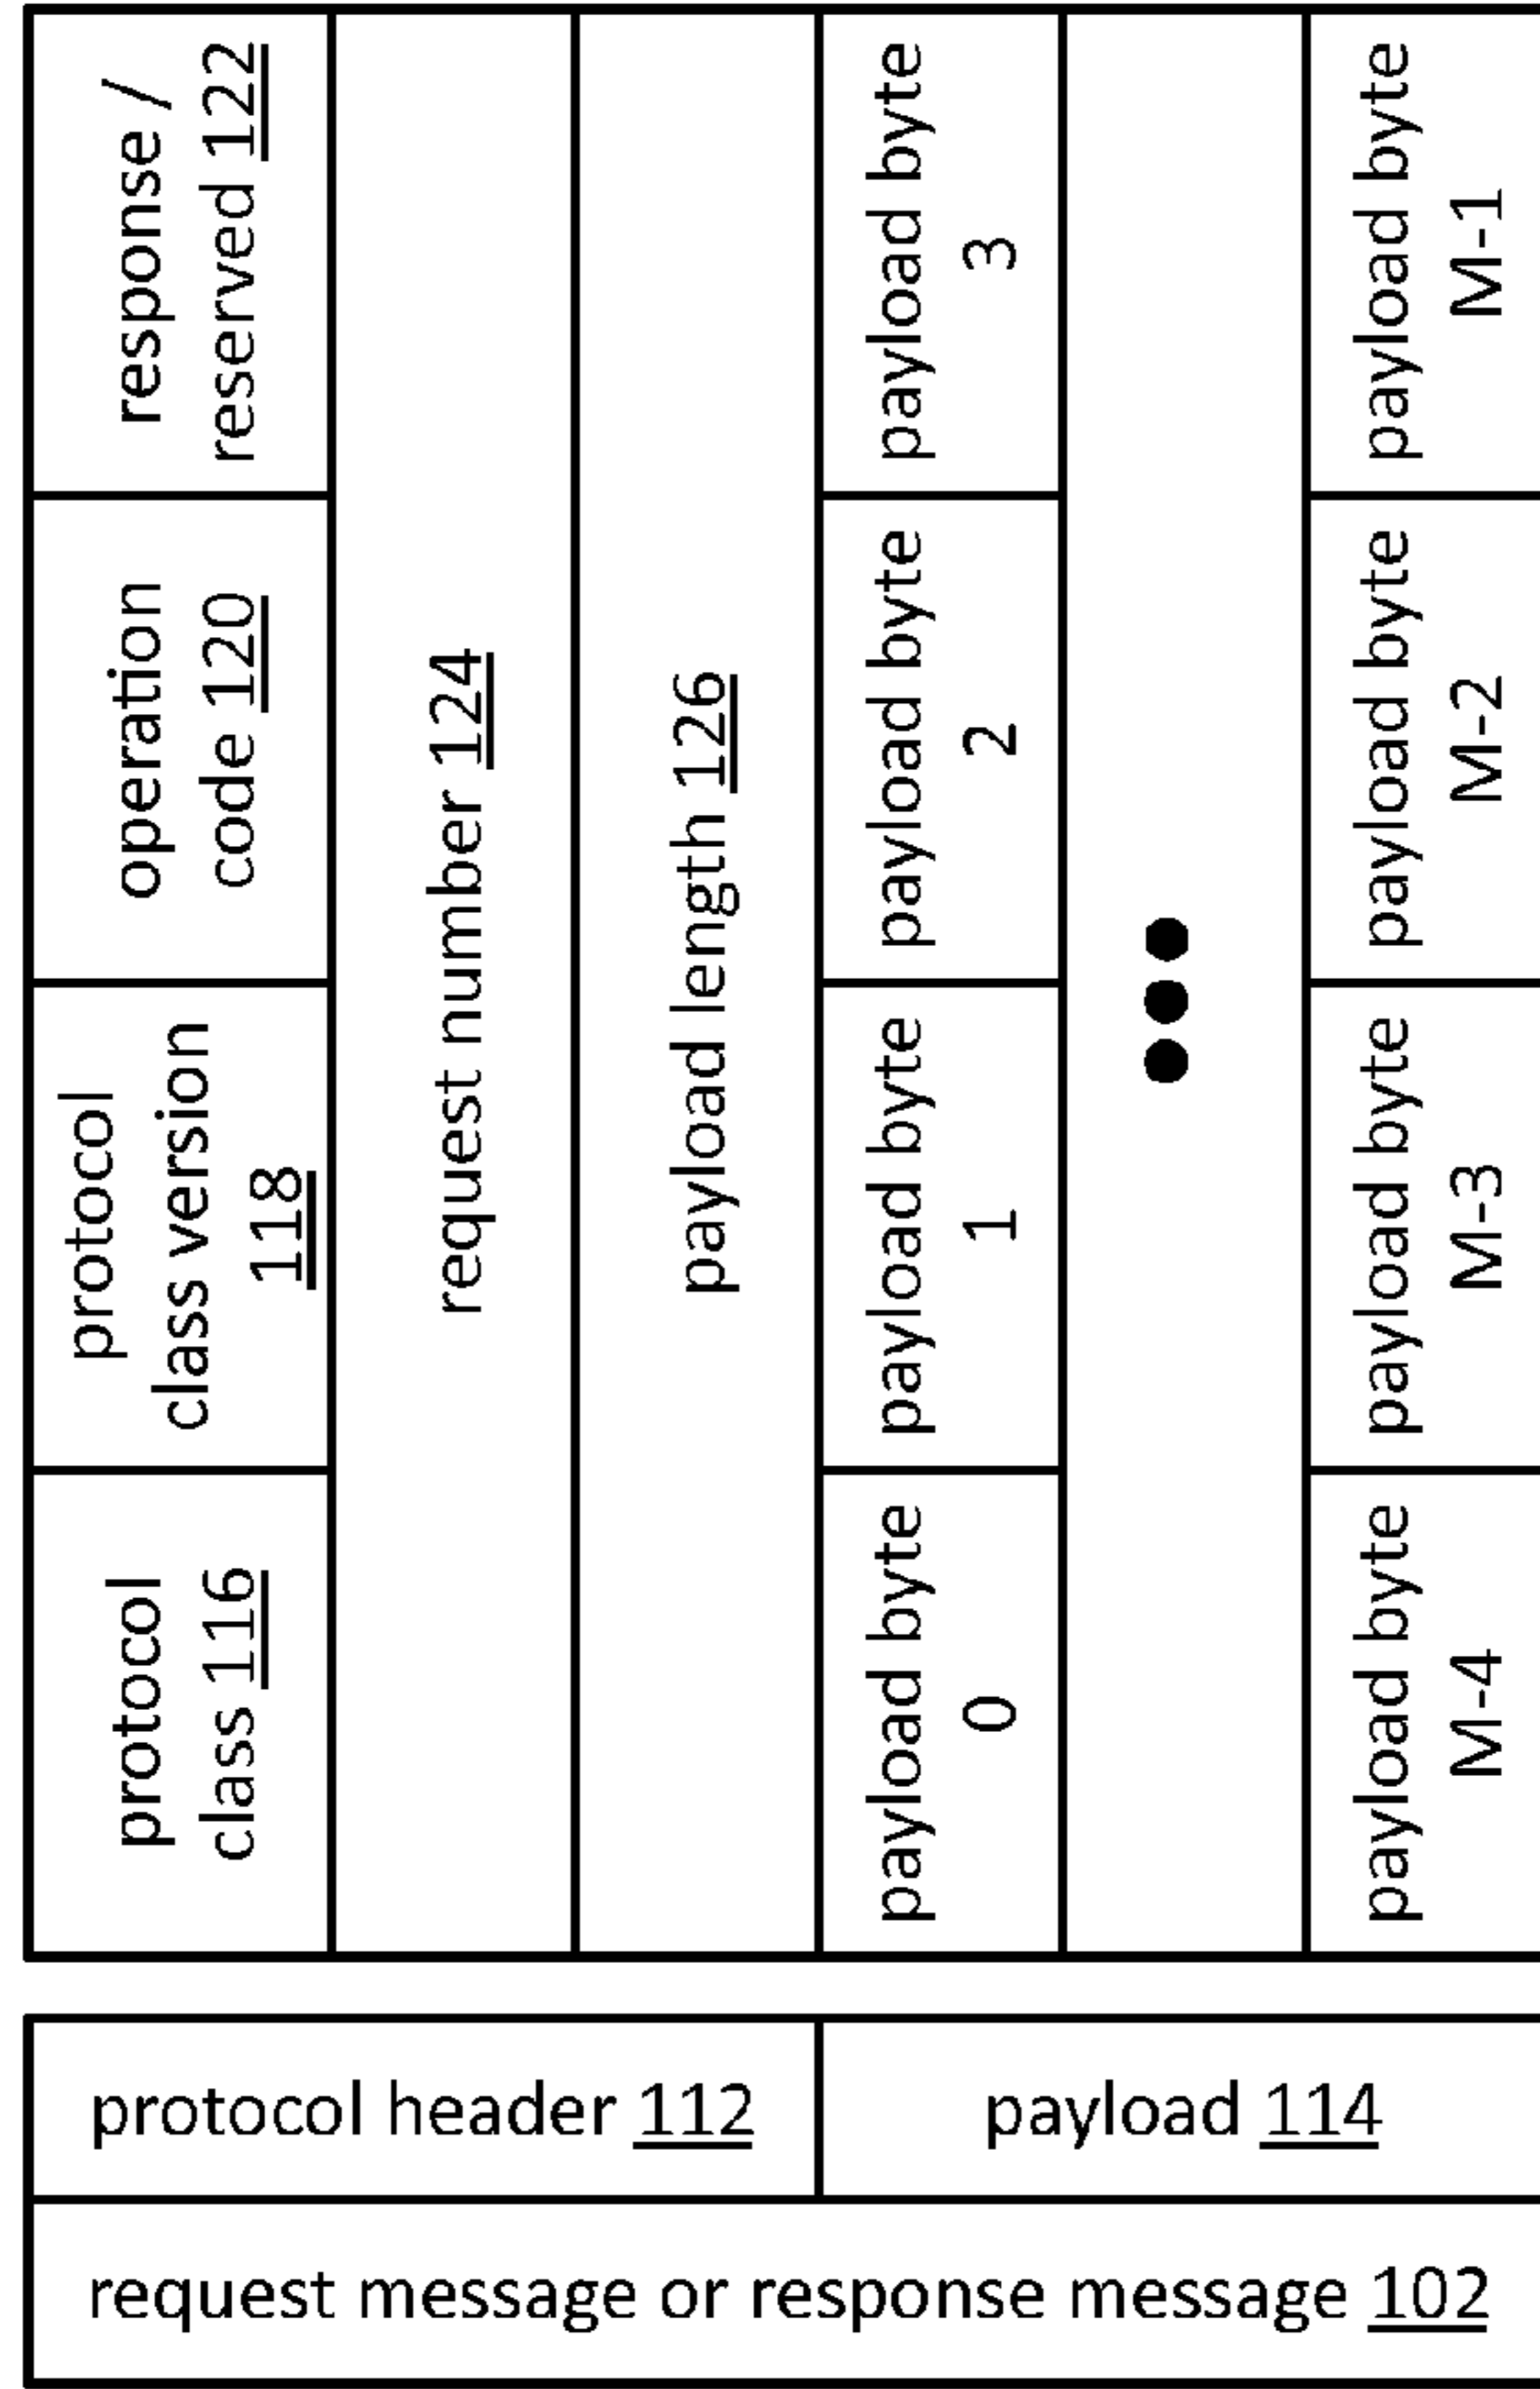 request message or response message 102
protocol header 112
payload 114
protocol
class 116
protocol
class version
118
operation
code 120
response /
reserved 122
request number 124
payload length 126
payload byte
0
payload byte
1
payload byte
2
payload byte
3
payload byte
M-4
payload byte
M-3
payload byte
M-2
payload byte
M-1